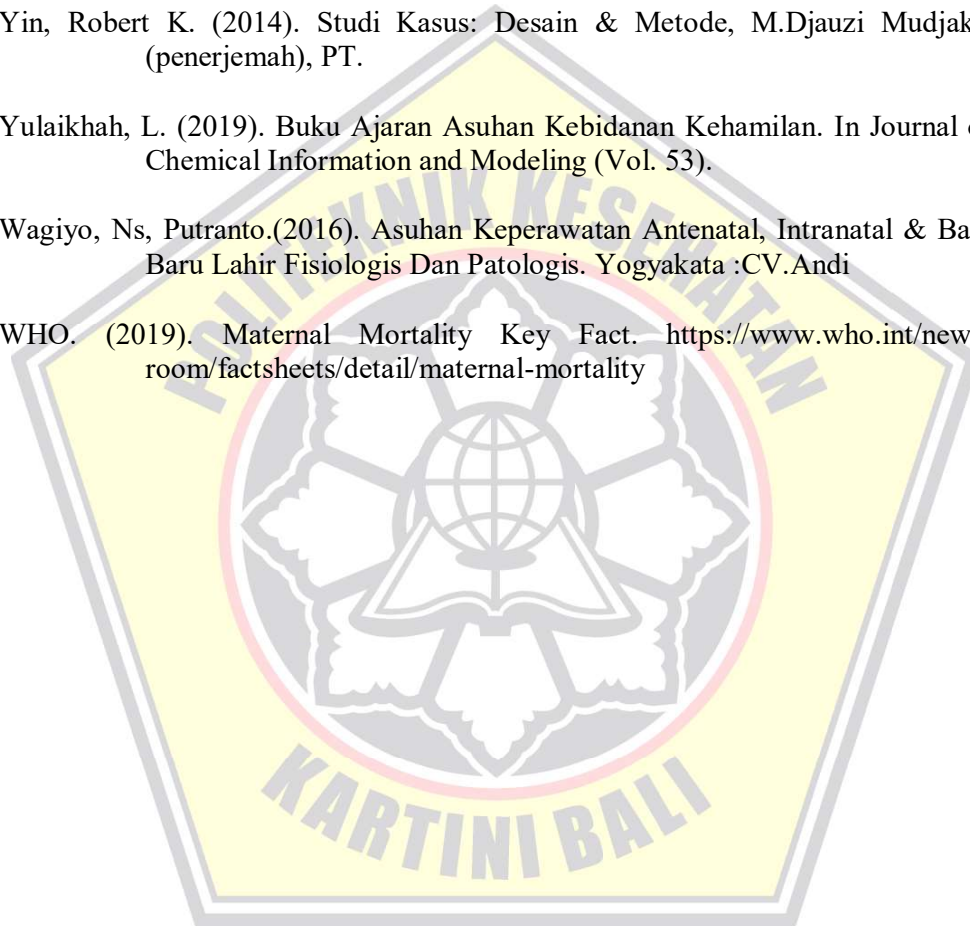 Yin, Robert K. (2014). Studi Kasus: Desain & Metode, M.Djauzi Mudjak
(penerjemah), PT.
Yulaikhah, L. (2019). Buku Ajaran Asuhan Kebidanan Kehamilan. In Journal
Chemical Information and Modeling (Vol. 53).
Wagiyo, Ns, Putranto.(2016). Asuhan Keperawatan Antenatal, Intranatal & Ba
Baru Lahir Fisiologis Dan Patologis. Yogyakata :CV.Andi
WHO. (2019). Maternal Mortality Key Fact. https://www.who.int/new
room/factsheets/detail/maternal-mortality
POLITEKNIK KESEHATAN
KARTINI BALI